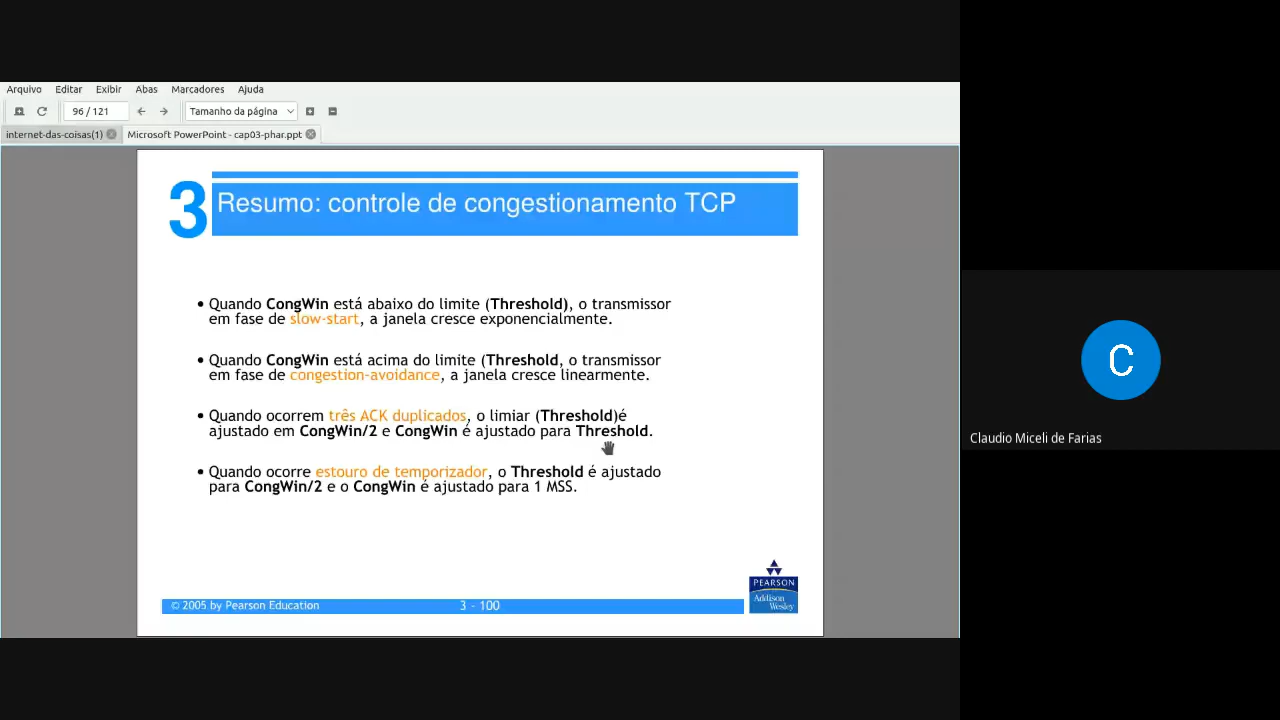 Arquivo Editar Exibir Abas Marcadores Ajuda
96 / 121 Tamanho da página
internet-das-coisas(1) Microsoft PowerPoint - cap03-phar.ppt
3 Resumo: controle de congestionamento TCP
• Quando CongWin está abaixo do limite (Threshold), o transmissor
em fase de slow-start, a janela cresce exponencialmente.
• Quando CongWin está acima do limite (Threshold, o transmissor
em fase de congestion-avoidance, a janela cresce linearmente.
• Quando ocorrem três ACK duplicados, o limiar (Threshold)é
ajustado em CongWin/2 e CongWin é ajustado para Threshold.
• Quando ocorre estouro de temporizador, o Threshold é ajustado
para CongWin/2 e o CongWin é ajustado para 1 MSS.
© 2005 by Pearson Education 3 - 100
PEARSON
Addison
Wesley
C
Claudio Miceli de Farias